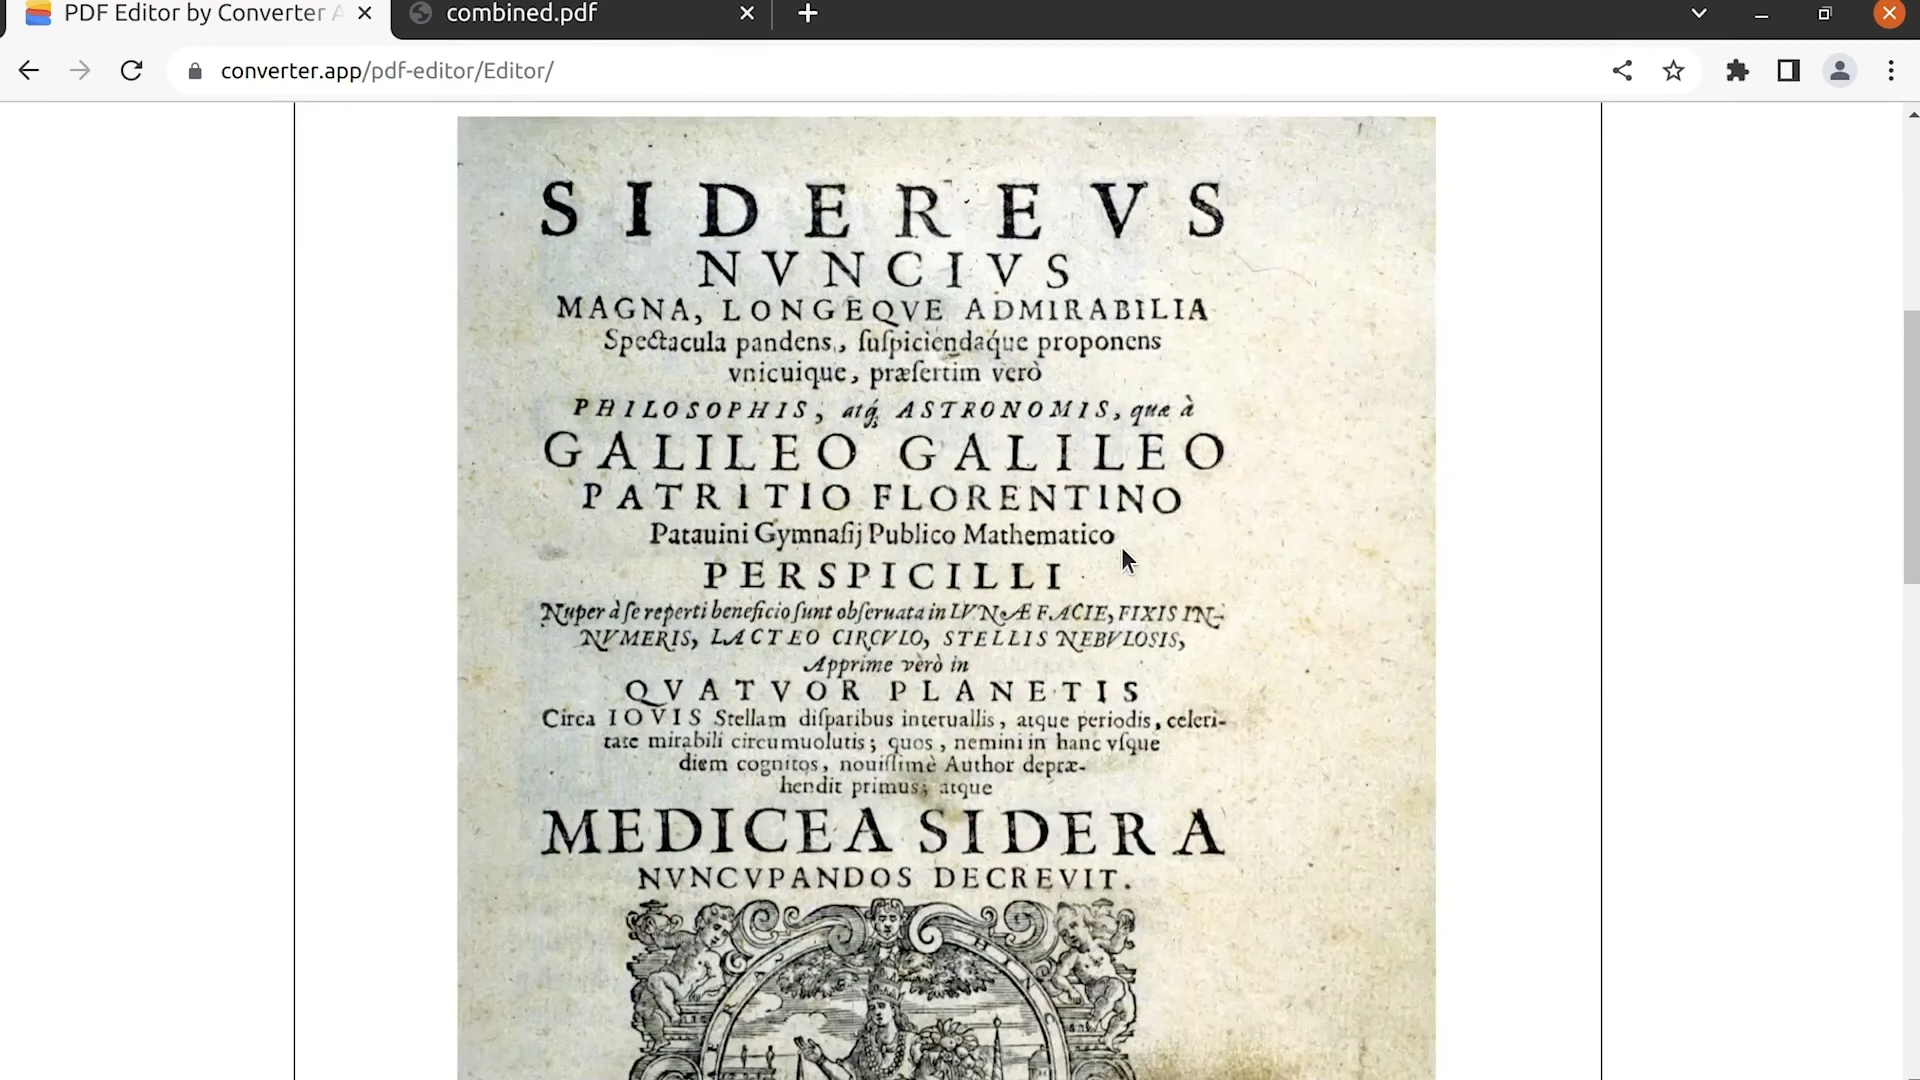 PDF Editor by Converter A
combined.pdf
converter.app/pdf-editor/Editor/
SIDEREVS
NVNCIVS
MAGNA, LONGEQVE ADMIRABILIA
Spectacula pandens, ſuſpiciendaq́ue proponens
vnicuique, præſertim verò
PHILOSOPHIS, atq́; ASTRONOMIS, quæ à
GALILEO GALILEO
PATRITIO FLORENTINO
Patauini Gymnaſij Publico Mathematico
PERSPICILLI
Nuper à ſe reperti beneficio ſunt obſeruata in LVNÆ FACIE, FIXIS IN-
NVMERIS, LACTEO CIRCVLO, STELLIS NEBVLOSIS,
Apprime verò in
QVATVOR PLANETIS
Circa IOVIS Stellam diſparibus interuallis, atque periodis, celeri-
tate mirabili circumuolutis; quos, nemini in hanc vſque
diem cognitos, nouiſſimè Author depræ-
hendit primus; atque
MEDICEA SIDERA
NVNCVPANDOS DECREVIT.